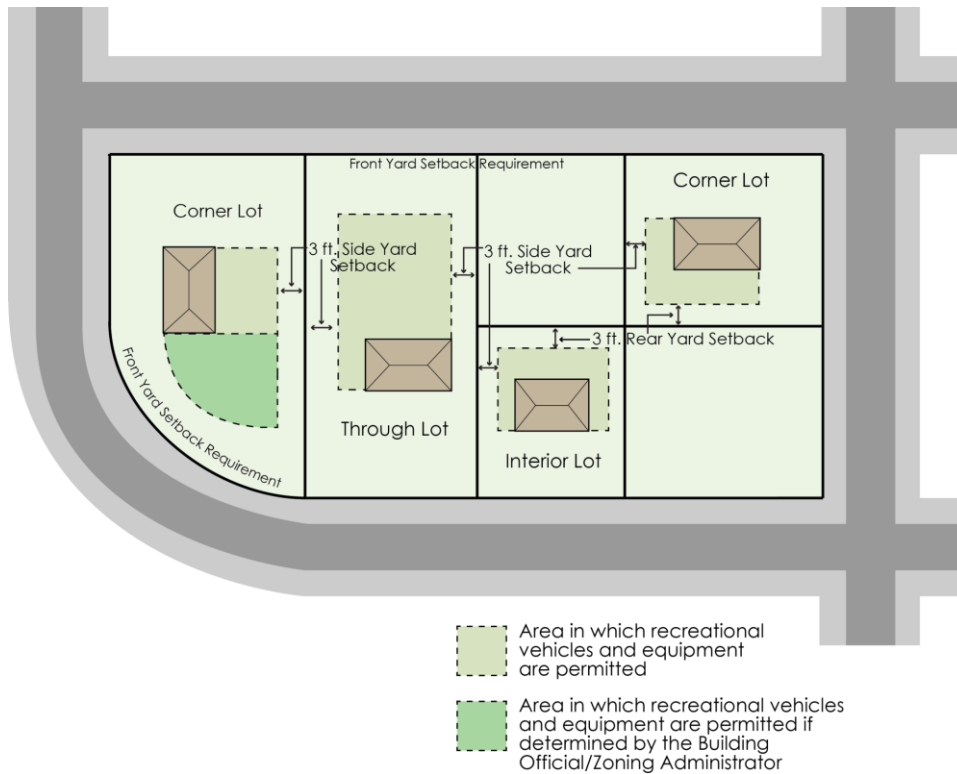 Front Yard Setback Requirement
Corner Lot
Corner Lot
3 ft. Side Yard
Setback
3 ft. Side Yard
Setback
3 ft. Rear Yard Setback
Front Yard Setback Requirement
Through Lot
Interior Lot
Area in which recreational
vehicles and equipment
are permitted
Area in which recreational vehicles
and equipment are permitted if
determined by the Building
Official/Zoning Administrator